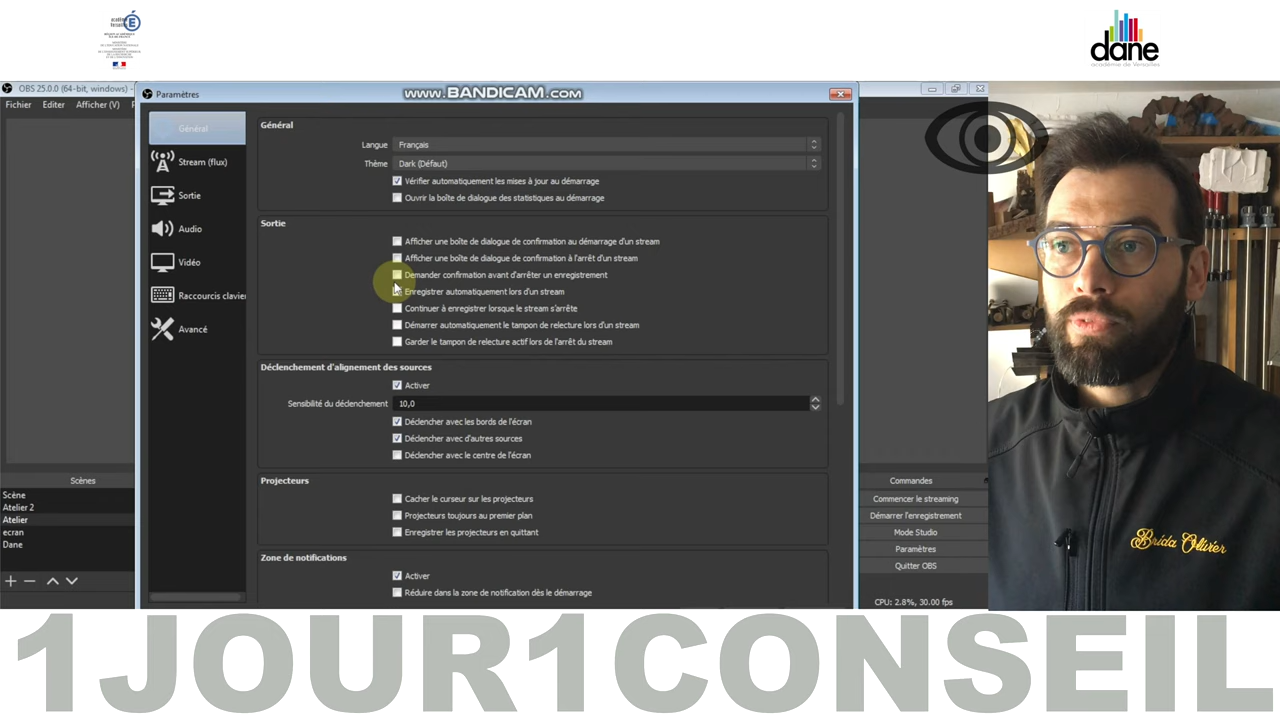 académie
Versailles
dane
académie de Versailles
OBS 25.0.0 (64-bit, windows) -
Fichier Editer Afficher (V)
Paramètres
www.BANDICAM.com
Général
Stream (flux)
Sortie
Audio
Vidéo
Raccourcis clavier
Avancé
Général
Langue Français
Thème Dark (Défaut)
Vérifier automatiquement les mises à jour au démarrage
Ouvrir la boîte de dialogue des statistiques au démarrage
Sortie
Afficher une boîte de dialogue de confirmation au démarrage d'un stream
Afficher une boîte de dialogue de confirmation à l'arrêt d'un stream
Demander confirmation avant d'arrêter un enregistrement
Enregistrer automatiquement lors d'un stream
Continuer à enregistrer lorsque le stream s'arrête
Démarrer automatiquement le tampon de relecture lors d'un stream
Garder le tampon de relecture actif lors de l'arrêt du stream
Déclenchement d'alignement des sources
Activer
Sensibilité du déclenchement 10,0
Déclencher avec les bords de l'écran
Déclencher avec d'autres sources
Déclencher avec le centre de l'écran
Projecteurs
Cacher le curseur sur les projecteurs
Projecteurs toujours au premier plan
Enregistrer les projecteurs en quittant
Zone de notifications
Activer
Réduire dans la zone de notification dès le démarrage
Scènes
Scène
Atelier 2
Atelier
ecran
Dane
Commandes
Commencer le streaming
Démarrer l'enregistrement
Mode Studio
Paramètres
Quitter OBS
CPU: 2.8%, 30.00 fps
Brida Ollivier
1JOUR1CONSEIL